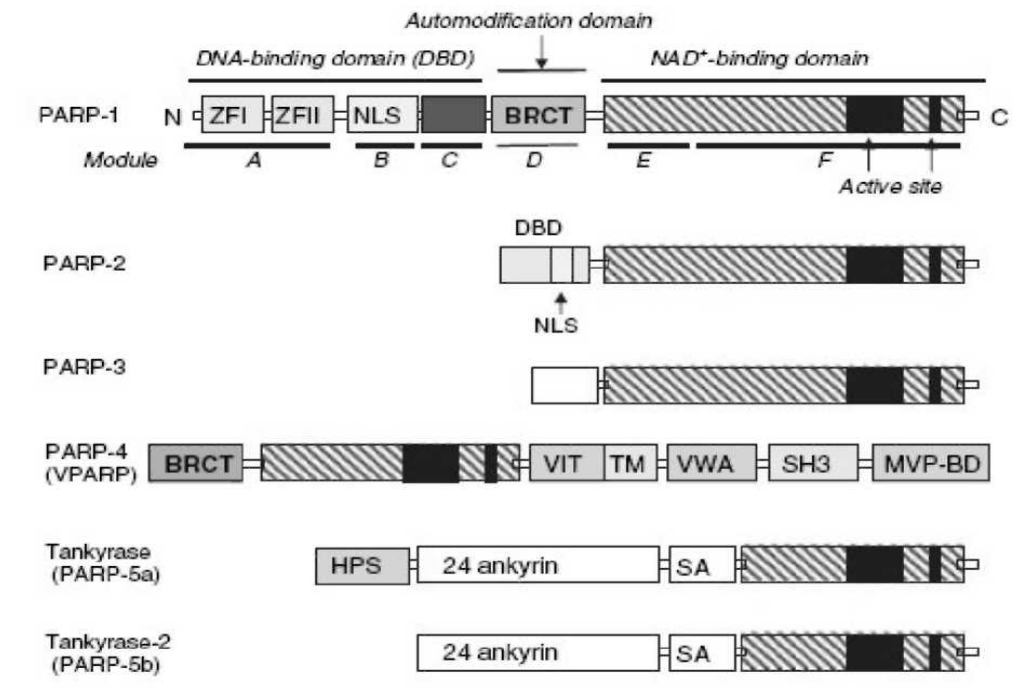 Automodification domain
DNA-binding domain (DBD)
NAD+-binding domain
PARP-1 N ZFI ZFII NLS BRCT C
Module A B C D E F
Active site
DBD
PARP-2
NLS
PARP-3
PARP-4
(VPARP)
BRCT VIT TM VWA SH3 MVP-BD
Tankyrase
(PARP-5a)
HPS 24 ankyrin SA
Tankyrase-2
(PARP-5b)
24 ankyrin SA